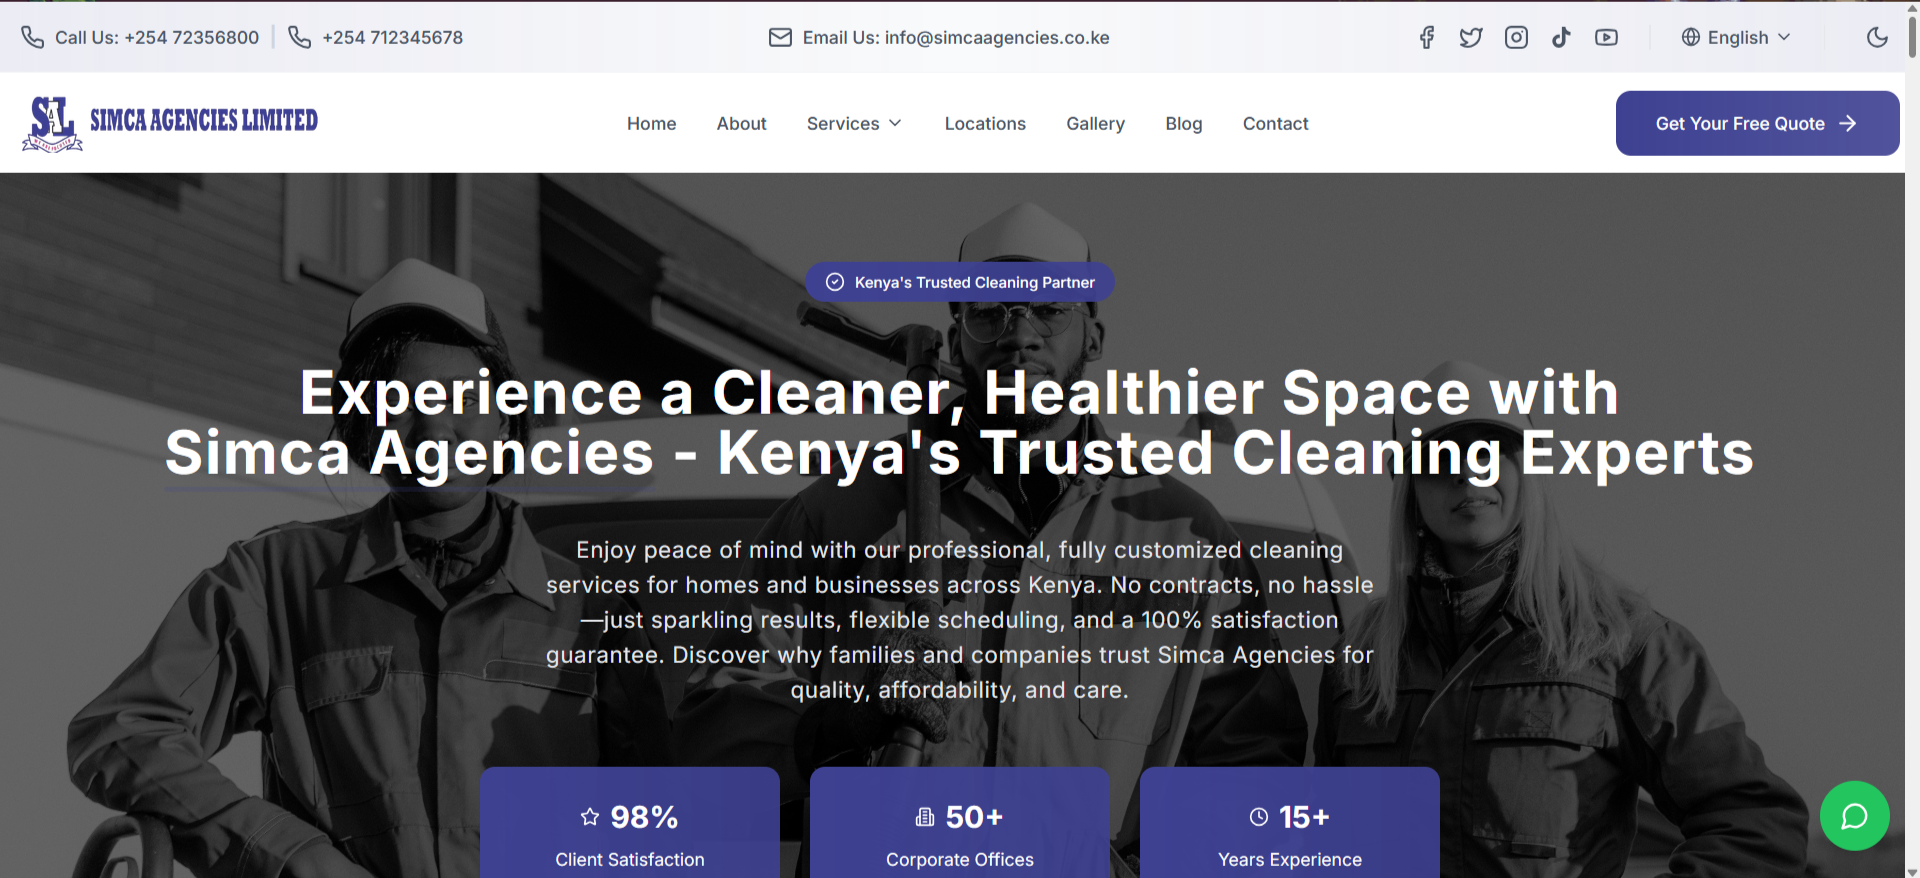 Call Us: +254 72356800
+254 712345678
Email Us: info@simcaagencies.co.ke
English
SAL
SIMCA AGENCIES LIMITED
Home
About
Services
Locations
Gallery
Blog
Contact
Get Your Free Quote
Kenya's Trusted Cleaning Partner
Experience a Cleaner, Healthier Space with
Simca Agencies - Kenya's Trusted Cleaning Experts
Enjoy peace of mind with our professional, fully customized cleaning
services for homes and businesses across Kenya. No contracts, no hassle
—just sparkling results, flexible scheduling, and a 100% satisfaction
guarantee. Discover why families and companies trust Simca Agencies for
quality, affordability, and care.
98%
Client Satisfaction
50+
Corporate Offices
15+
Years Experience